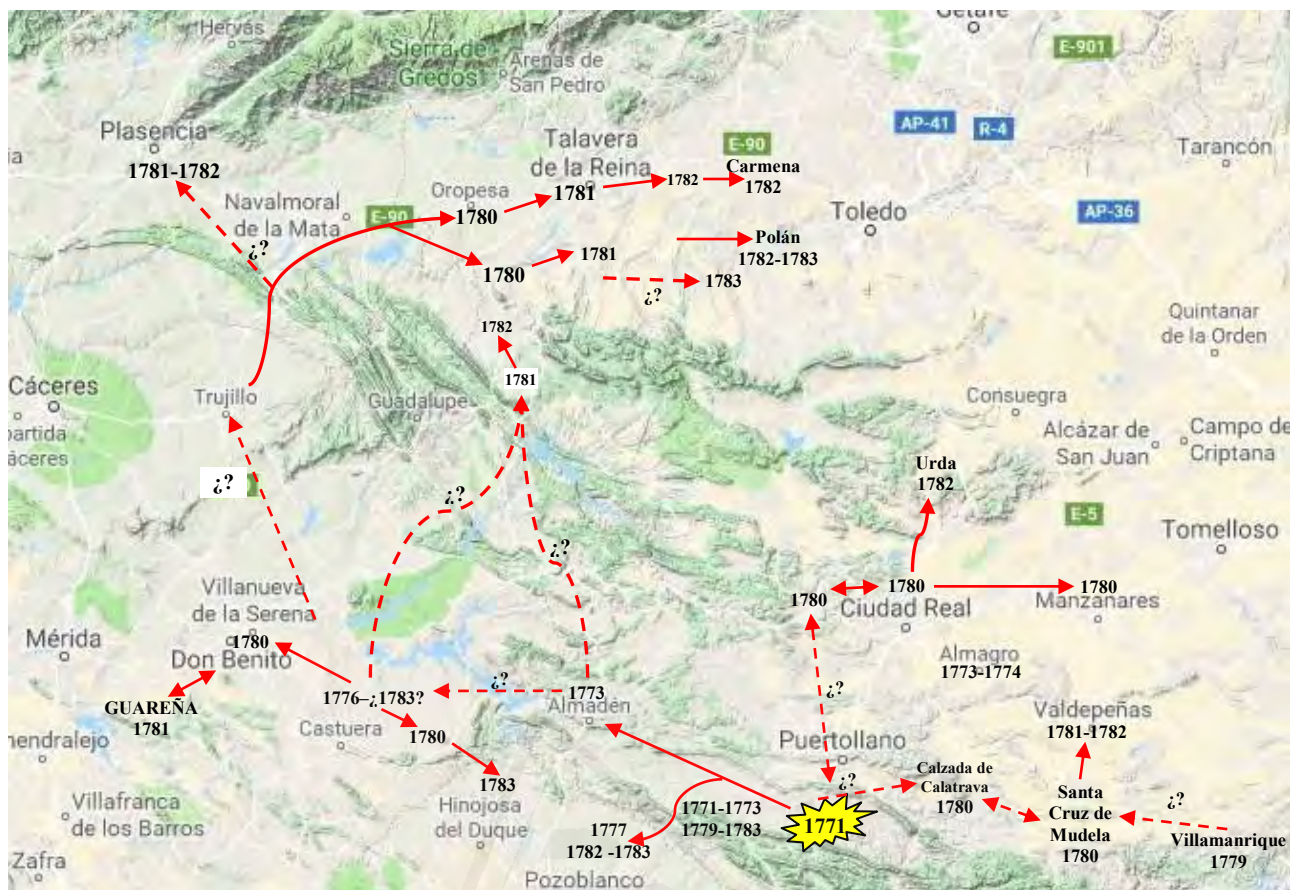 Getafe
Hervás
E-901
Sierra de
Gredos
Arenas de
San Pedro
Plasencia
1781-1782
Talavera
de la Reina
E-90
AP-41
R-4
Tarancón
Carmena
1782
1782
Oropesa
1781
1780
Navalmoral
de la Mata
E-90
Toledo
AP-36
¿?
1780
1781
Polán
1782-1783
1783
¿?
Quintanar
de la Orden
1782
1781
Cáceres
Trujillo
Guadalupe
Consuegra
Alcázar de
San Juan
Campo de
Criptana
¿?
¿?
Urda
1782
E-5
Tomelloso
¿?
Villanueva
de la Serena
1780
1780
1780
Ciudad Real
Manzanares
Mérida
1780
Don Benito
Almagro
1773-1774
¿?
GUAREÑA
1781
1776–¿1783?
¿?
1773
Almadén
Castuera
1780
Valdepeñas
1781-1782
Puertollano
1783
Hinojosa
del Duque
¿?
Calzada de
Calatrava
1780
Santa
Cruz de
Mudela
1780
¿?
Villamanrique
1779
Villafranca
de los Barros
1771-1773
1779-1783
1771
1777
1782 -1783
Zafra
Pozoblanco